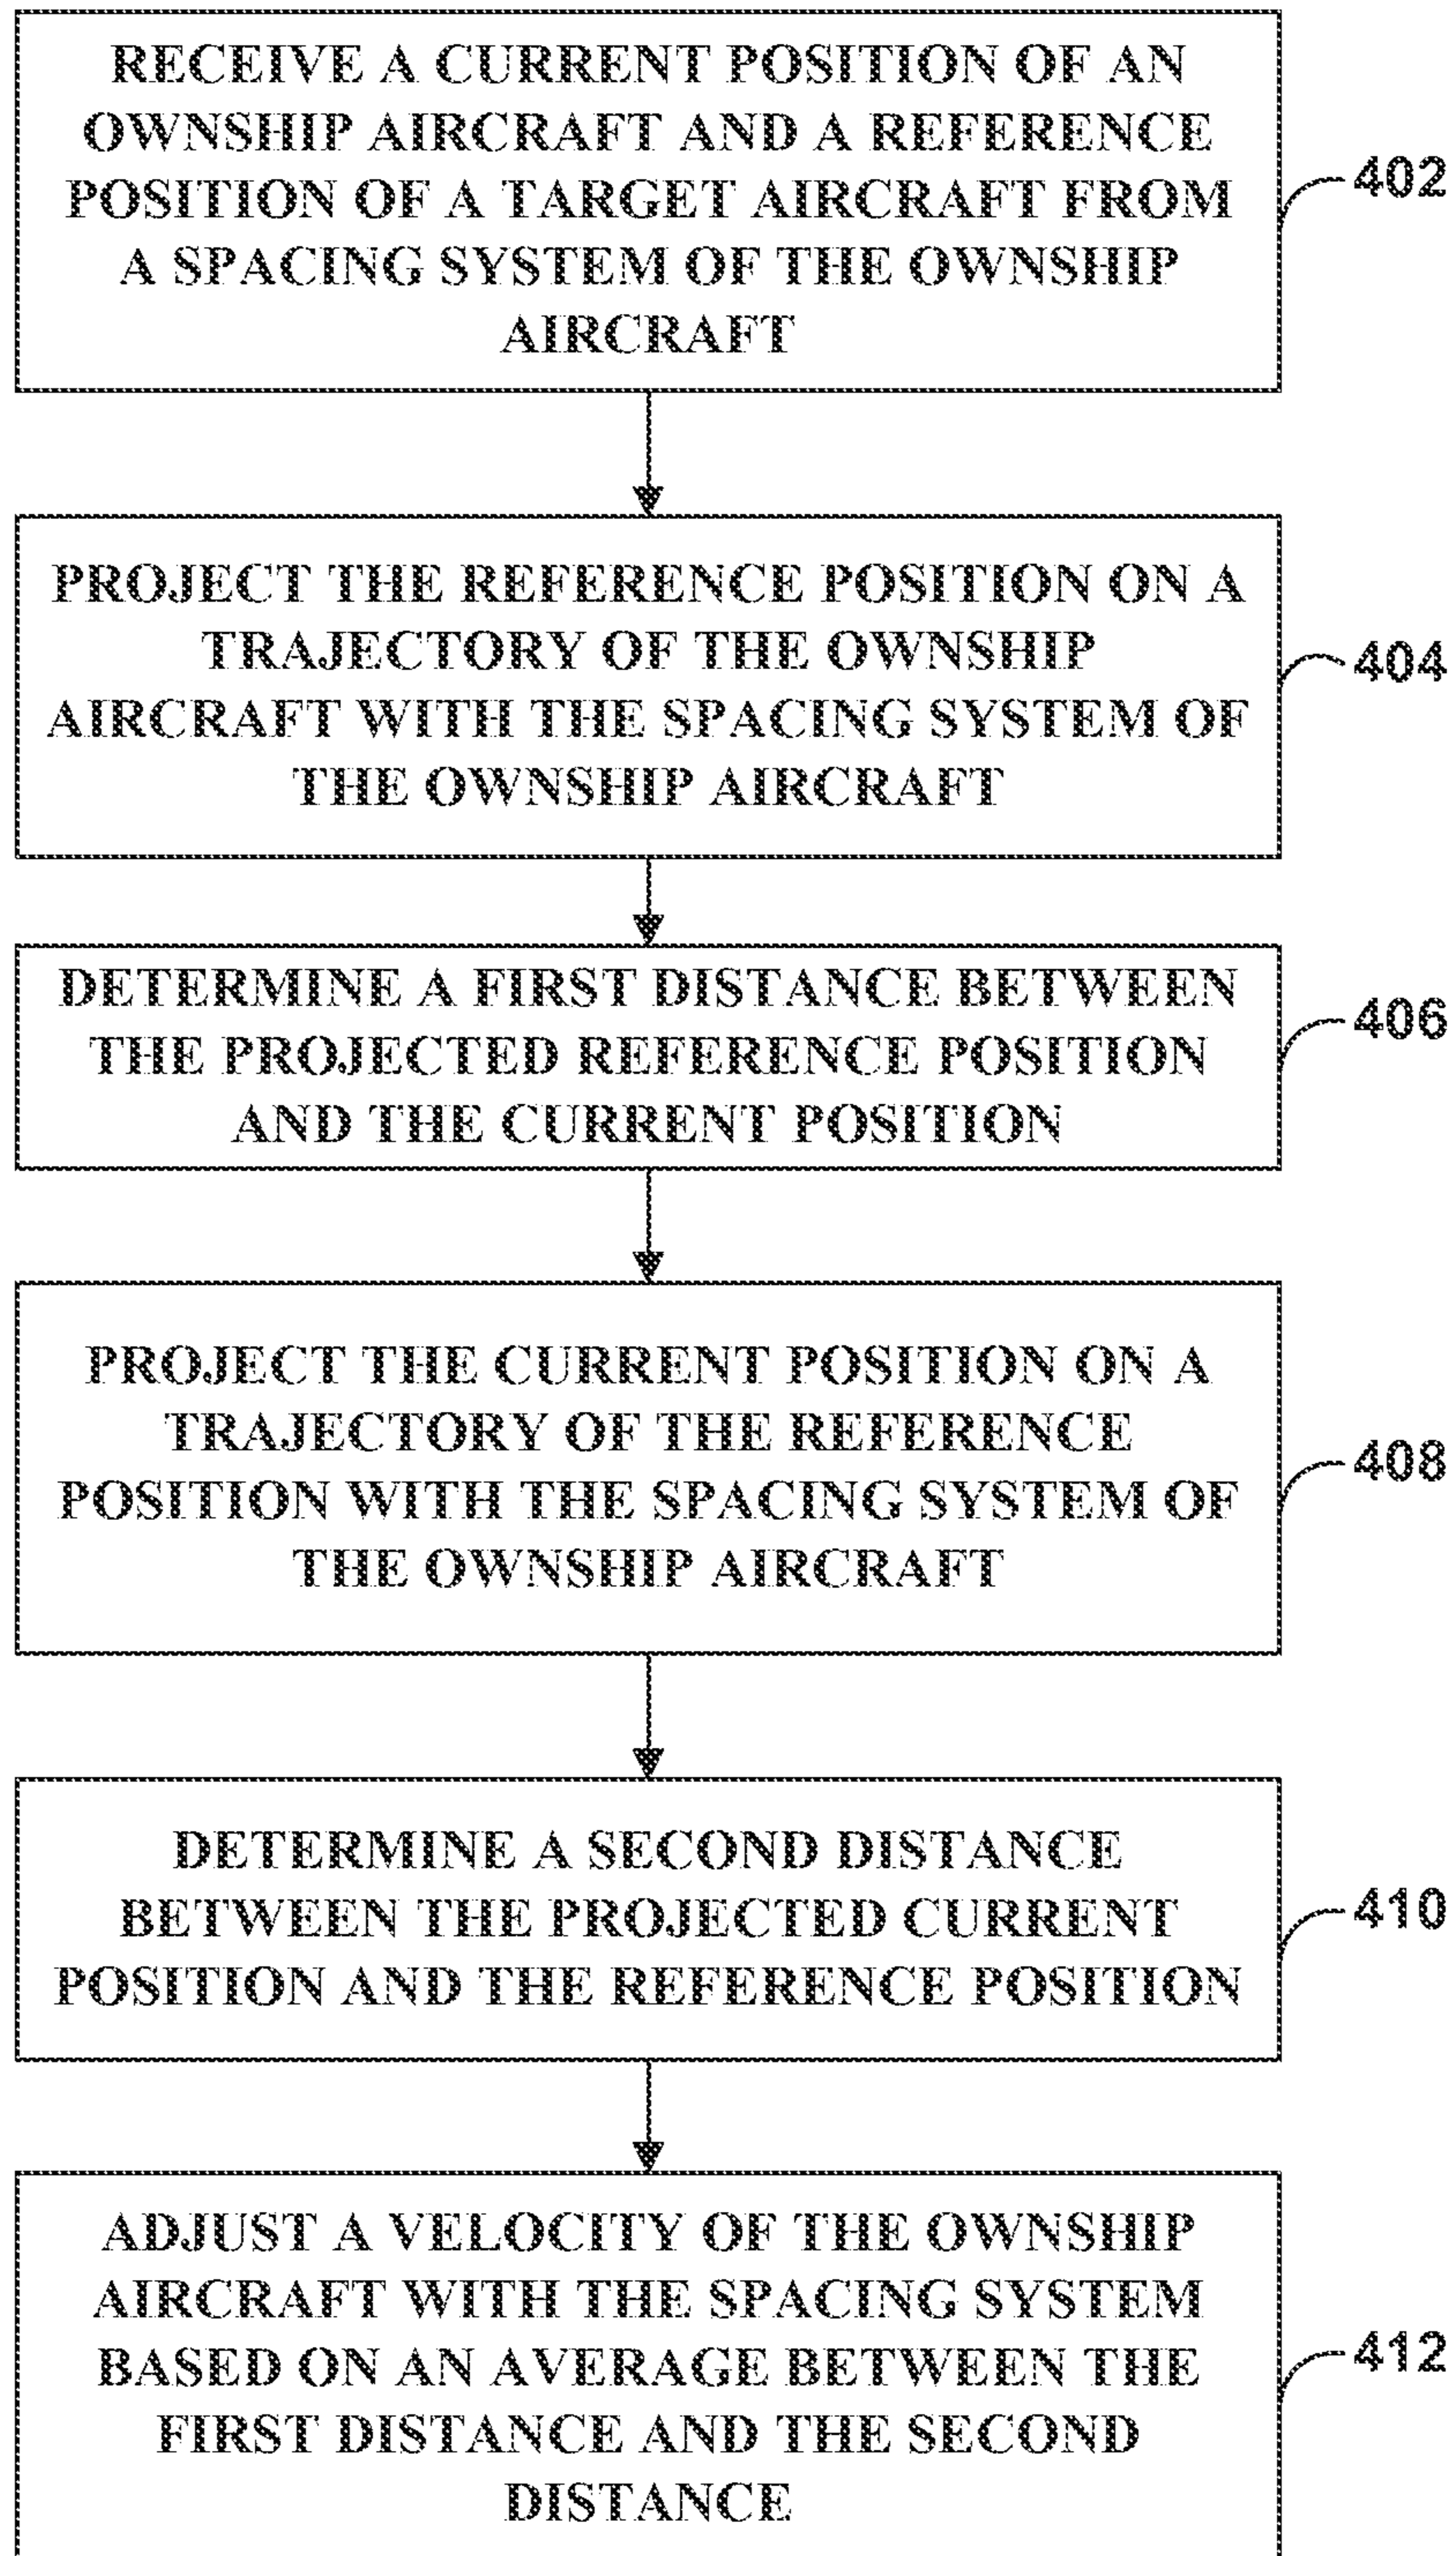 RECEIVE A CURRENT POSITION OF AN
OWNSHIP AIRCRAFT AND A REFERENCE
POSITION OF A TARGET AIRCRAFT FROM
A SPACING SYSTEM OF THE OWNSHIP
AIRCRAFT
402
PROJECT THE REFERENCE POSITION ON A
TRAJECTORY OF THE OWNSHIP
AIRCRAFT WITH THE SPACING SYSTEM OF
THE OWNSHIP AIRCRAFT
404
DETERMINE A FIRST DISTANCE BETWEEN
THE PROJECTED REFERENCE POSITION
AND THE CURRENT POSITION
406
PROJECT THE CURRENT POSITION ON A
TRAJECTORY OF THE REFERENCE
POSITION WITH THE SPACING SYSTEM OF
THE OWNSHIP AIRCRAFT
408
DETERMINE A SECOND DISTANCE
BETWEEN THE PROJECTED CURRENT
POSITION AND THE REFERENCE POSITION
410
ADJUST A VELOCITY OF THE OWNSHIP
AIRCRAFT WITH THE SPACING SYSTEM
BASED ON AN AVERAGE BETWEEN THE
FIRST DISTANCE AND THE SECOND
DISTANCE
412